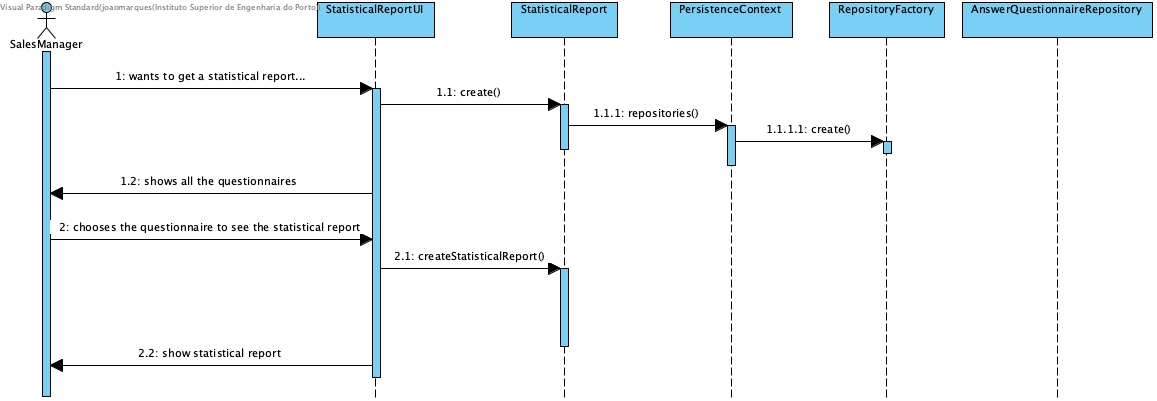 Visual Paradigm Standard(joaomarques(Instituto Superior de Engenharia do Porto)
SalesManager
StatisticalReportUI
StatisticalReport
PersistenceContext
RepositoryFactory
AnswerQuestionnaireRepository
1: wants to get a statistical report...
1.1: create()
1.1.1: repositories()
1.1.1.1: create()
1.2: shows all the questionnaires
2: chooses the questionnaire to see the statistical report
2.1: createStatisticalReport()
2.2: show statistical report